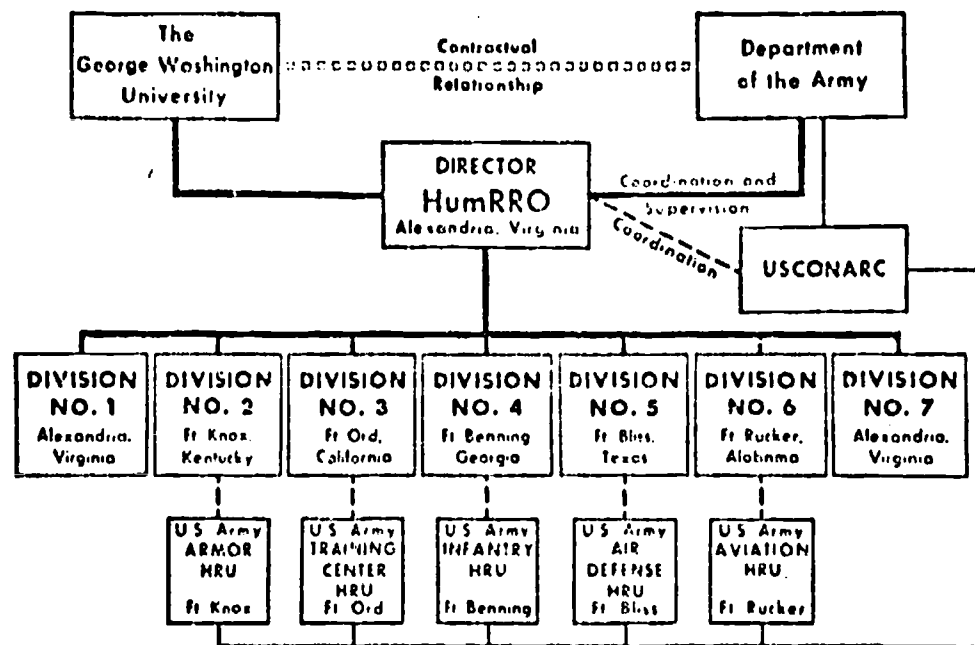 The
George Washington
University
Contractual
Relationship
Department
of the Army
DIRECTOR
HumRRO
Alexandria, Virginia
Coordination and
Supervision
Coordination
USCONARC
DIVISION
NO. 1
Alexandria,
Virginia
DIVISION
NO. 2
Ft Knox,
Kentucky
DIVISION
NO. 3
Ft Ord,
California
DIVISION
NO. 4
Ft Benning
Georgia
DIVISION
NO. 5
Ft Bliss,
Texas
DIVISION
NO. 6
Ft Rucker,
Alabama
DIVISION
NO. 7
Alexandria,
Virginia
US Army
ARMOR
HRU
Ft Knox
US Army
TRAINING
CENTER
HRU
Ft Ord
US Army
INFANTRY
HRU
Ft Benning
US Army
AIR
DEFENSE
HRU
Ft Bliss
US Army
AVIATION
HRU
Ft Rucker